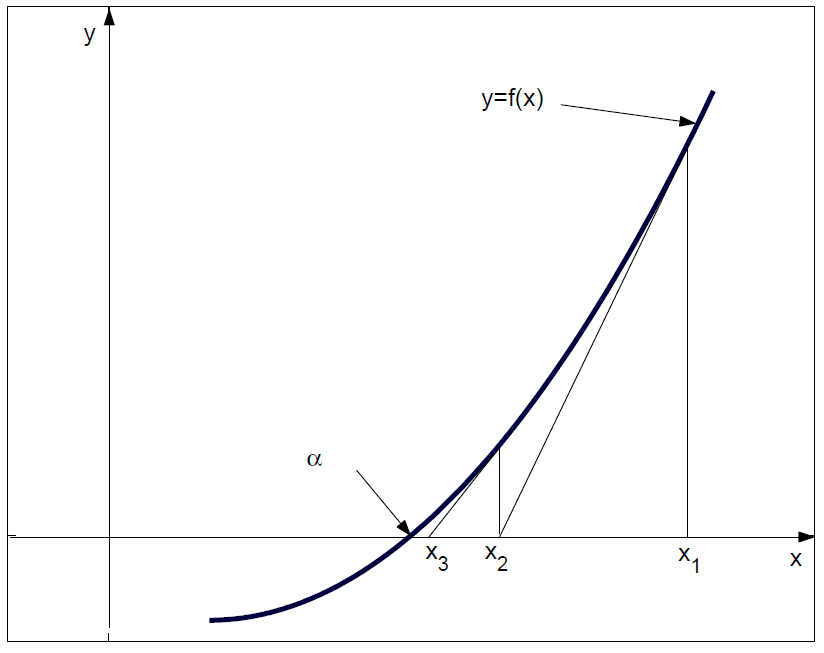 y
y=f(x)
α
x₃
x₂
x₁
x